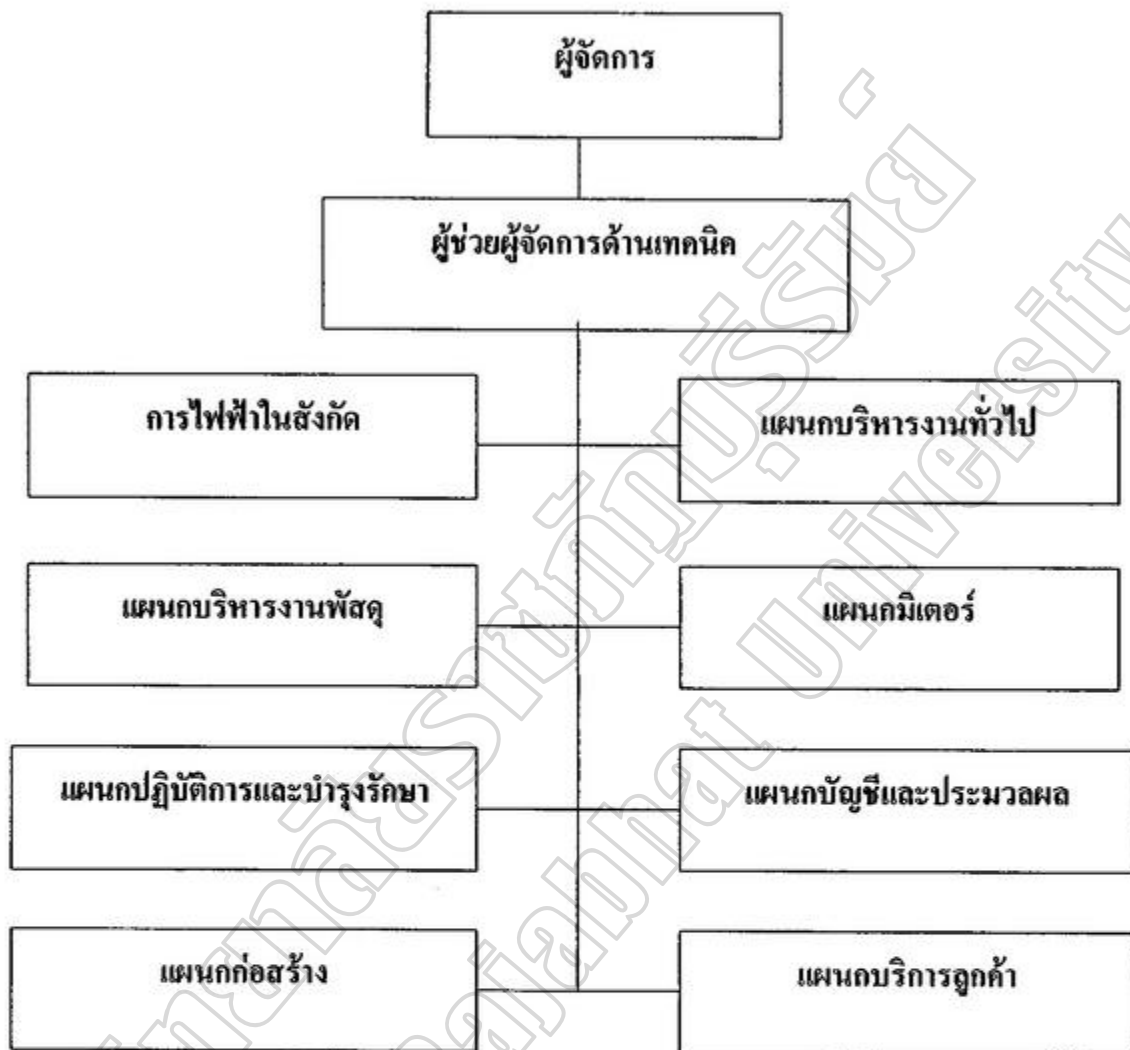 ผู้จัดการ
ผู้ช่วยผู้จัดการด้านเทคนิค
การไฟฟ้าในสังกัด
แผนกบริหารงานทั่วไป
แผนกบริหารงานพัสดุ
แผนกมิเตอร์
แผนกปฏิบัติการและบำรุงรักษา
แผนกบัญชีและประมวลผล
แผนกก่อสร้าง
แผนกบริการลูกค้า
Rajabhat University